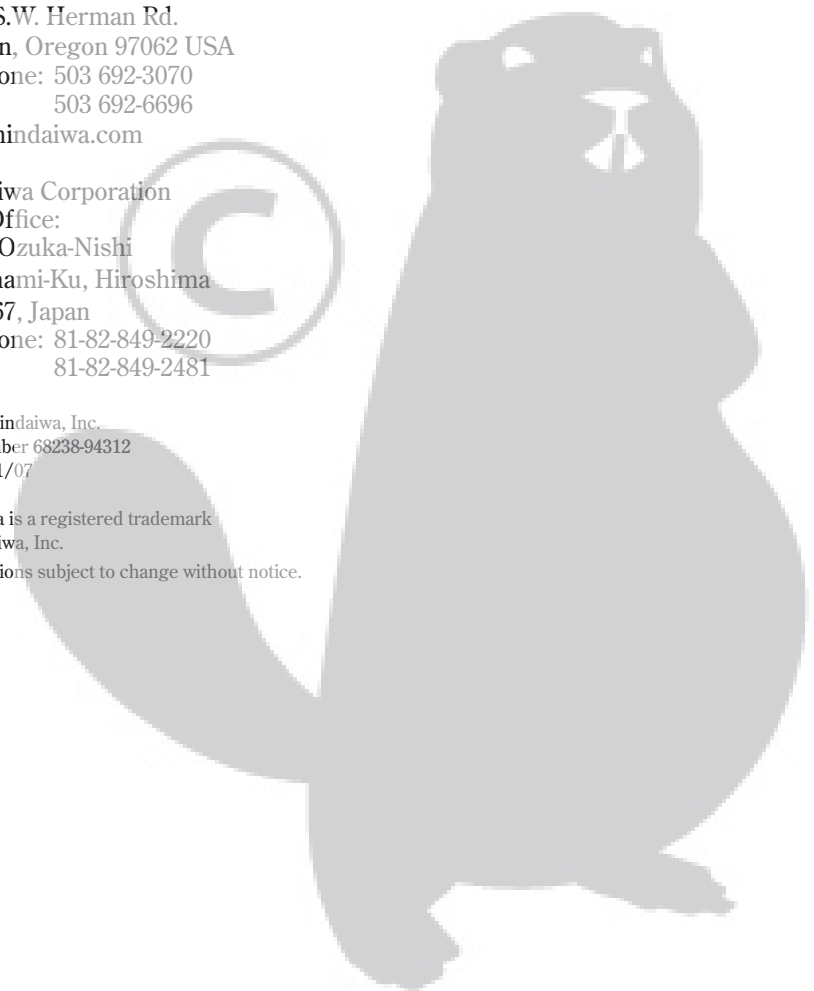 S.W. Herman Rd.
n, Oregon 97062 USA
one: 503 692-3070
503 692-6696
indaiwa.com
iwa Corporation
Office:
Ozuka-Nishi
ami-Ku, Hiroshima
67, Japan
one: 81-82-849-2220
81-82-849-2481
indaiwa, Inc.
ber 68238-94312
1/07
a is a registered trademark
iwa, Inc.
ions subject to change without notice.
©